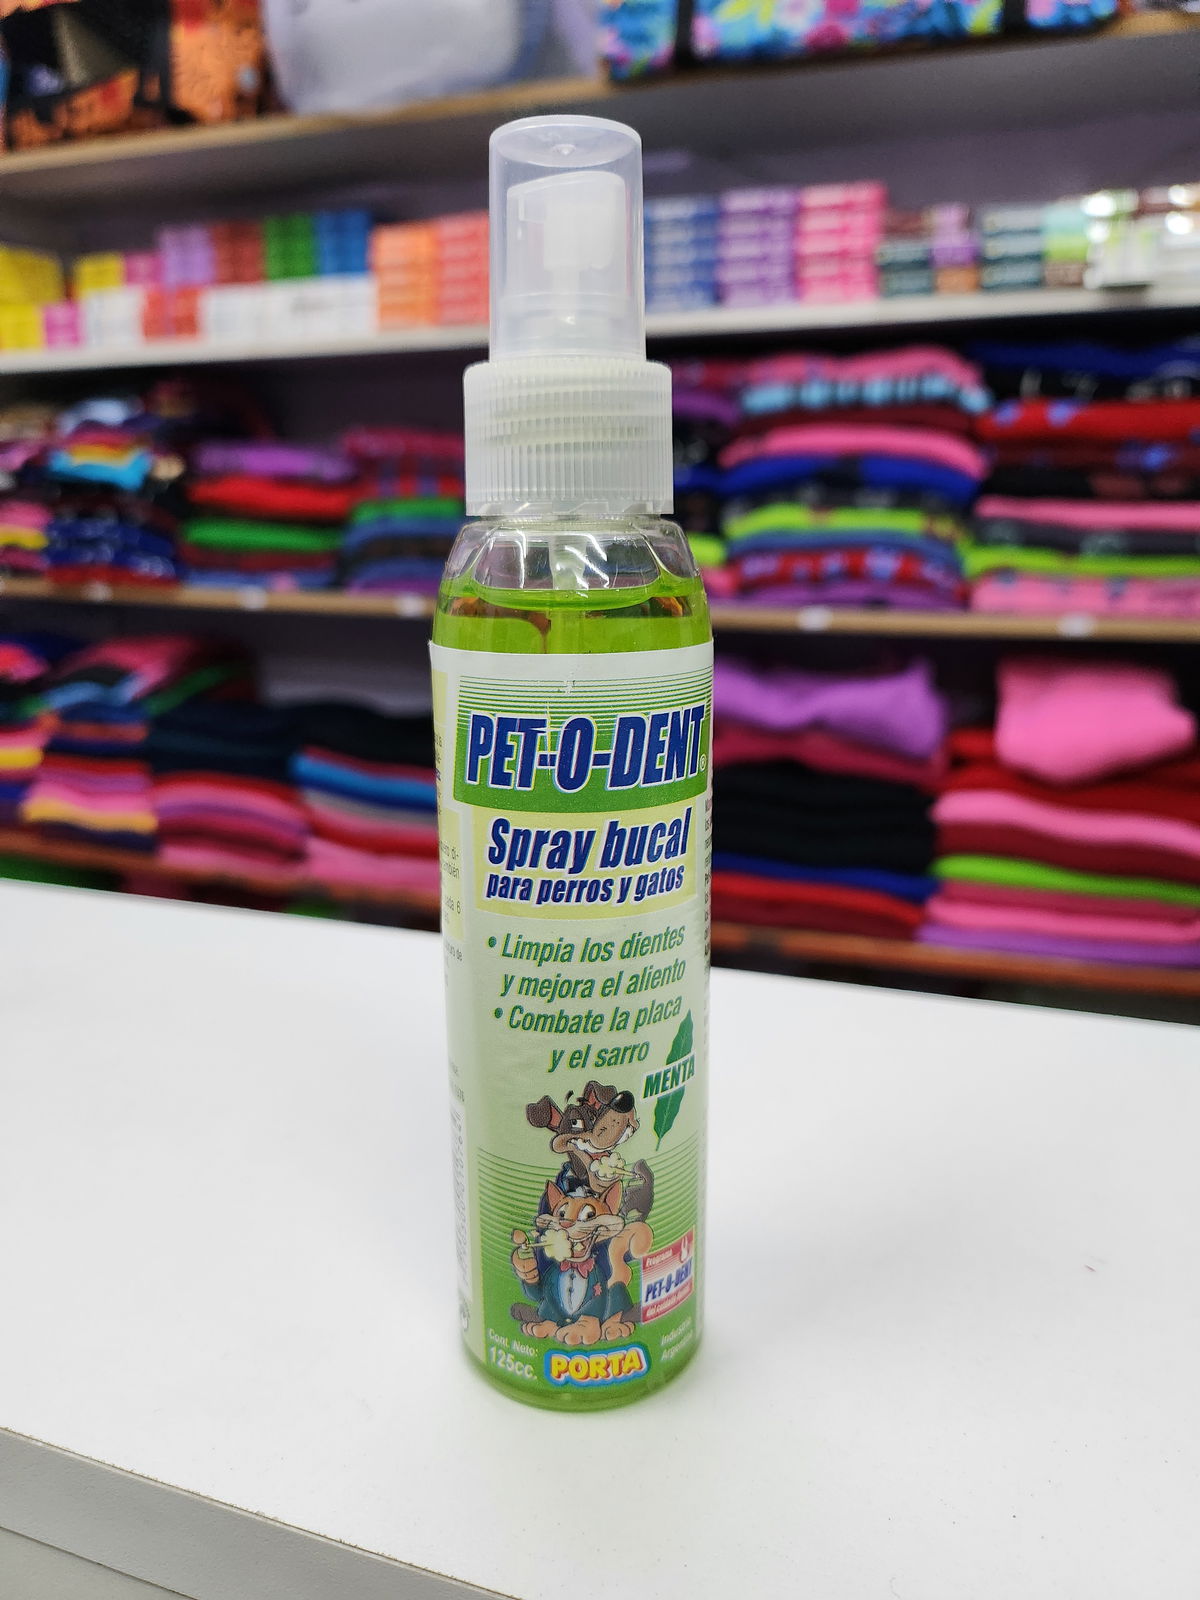 PET-O-DENT®
Spray bucal
para perros y gatos
• Limpia los dientes
y mejora el aliento
• Combate la placa
y el sarro
MENTA
Programa
PET-O-DENT
Cont. Neto:
125cc.
PORTA
Industria